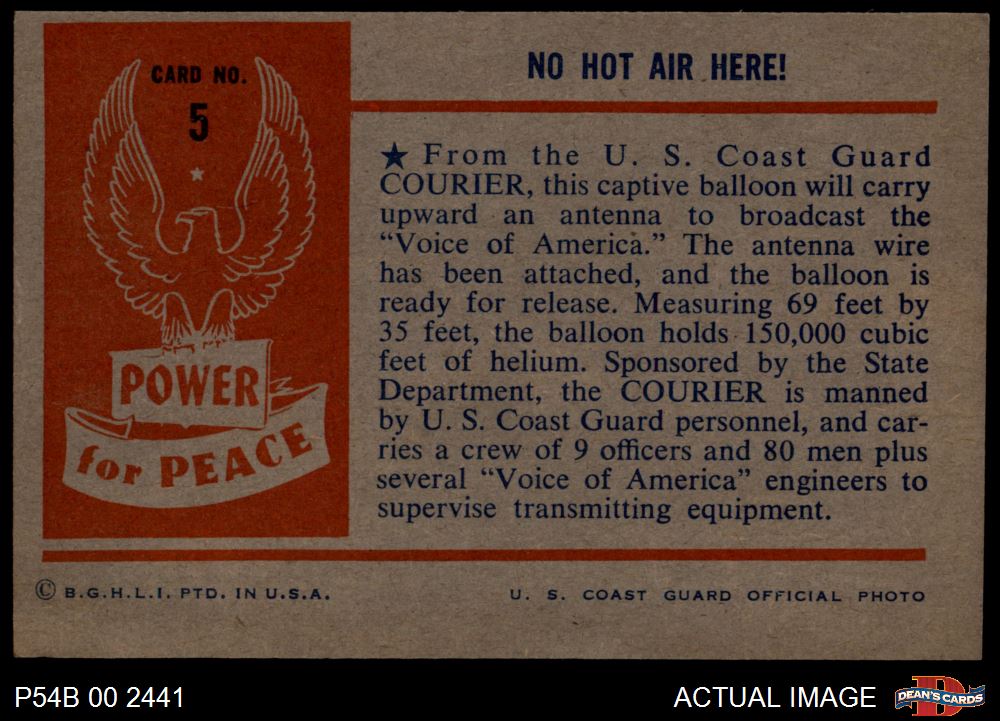 CARD NO.
5
POWER
for PEACE
NO HOT AIR HERE!
★ From the U. S. Coast Guard
COURIER, this captive balloon will carry
upward an antenna to broadcast the
“Voice of America.” The antenna wire
has been attached, and the balloon is
ready for release. Measuring 69 feet by
35 feet, the balloon holds 150,000 cubic
feet of helium. Sponsored by the State
Department, the COURIER is manned
by U. S. Coast Guard personnel, and car-
ries a crew of 9 officers and 80 men plus
several “Voice of America” engineers to
supervise transmitting equipment.
© B.G.H.L.I. PTD. IN U.S.A.
U. S. COAST GUARD OFFICIAL PHOTO
P54B 00 2441
ACTUAL IMAGE
D
DEAN'S CARDS